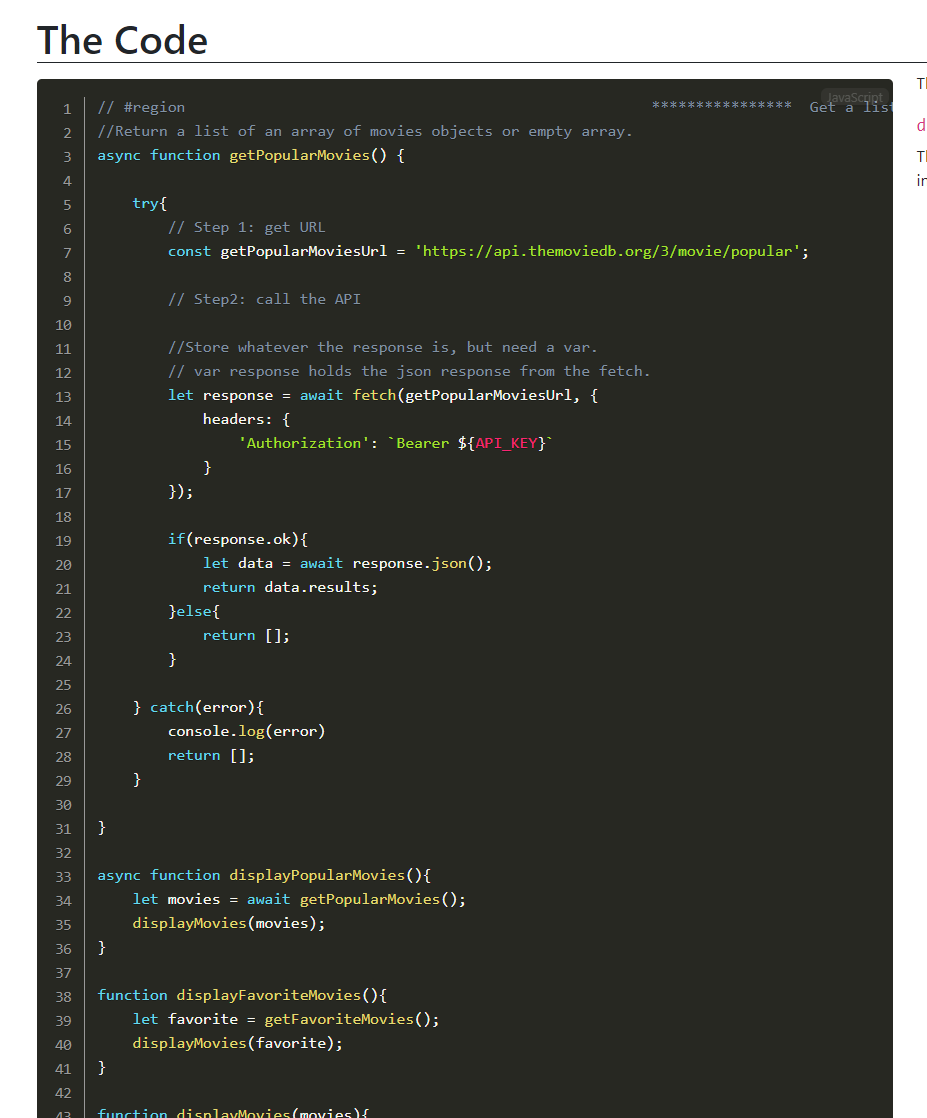 The Code
JavaScript
1 // #region **************** Get a list
2 //Return a list of an array of movies objects or empty array.
3 async function getPopularMovies() {
4
5 try{
6 // Step 1: get URL
7 const getPopularMoviesUrl = 'https://api.themoviedb.org/3/movie/popular';
8
9 // Step2: call the API
10
11 //Store whatever the response is, but need a var.
12 // var response holds the json response from the fetch.
13 let response = await fetch(getPopularMoviesUrl, {
14 headers: {
15 'Authorization': `Bearer ${API_KEY}`
16 }
17 });
18
19 if(response.ok){
20 let data = await response.json();
21 return data.results;
22 }else{
23 return [];
24 }
25
26 } catch(error){
27 console.log(error)
28 return [];
29 }
30
31 }
32
33 async function displayPopularMovies(){
34 let movies = await getPopularMovies();
35 displayMovies(movies);
36 }
37
38 function displayFavoriteMovies(){
39 let favorite = getFavoriteMovies();
40 displayMovies(favorite);
41 }
42
43 function displayMovies(movies){